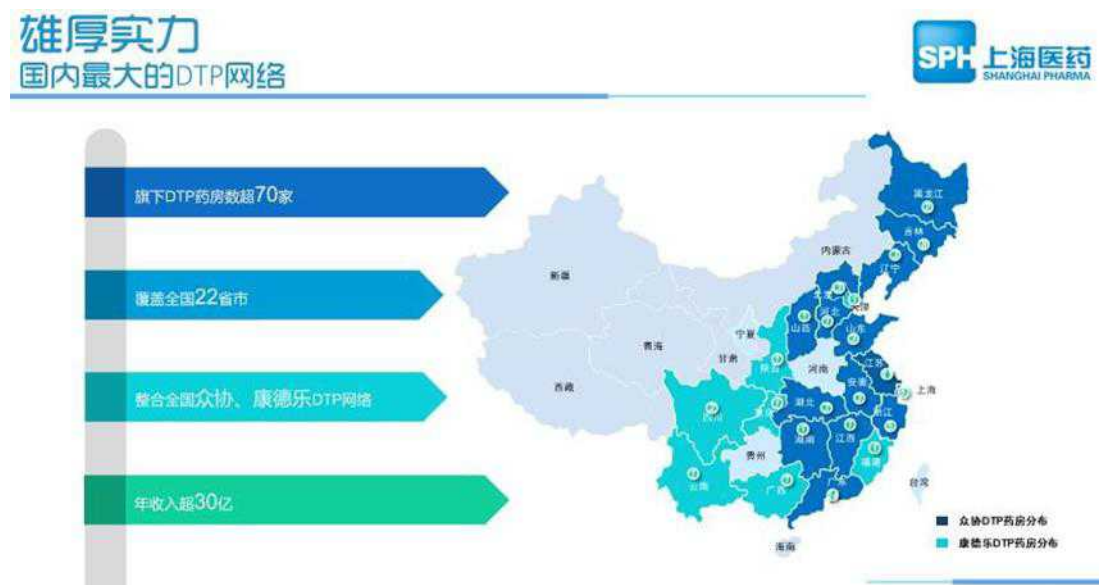 雄厚实力
国内最大的DTP网络
SPH 上海医药
SHANGHAI PHARMA
旗下DTP药房数超70家
覆盖全国22省市
整合全国众协、康德乐DTP网络
年收入超30亿
黑龙江
吉林
辽宁
内蒙古
新疆
北京
天津
河北
山西
山东
宁夏
青海
甘肃
陕西
河南
江苏
西藏
安徽
上海
四川
重庆
湖北
浙江
湖南
江西
贵州
福建
云南
广西
广东
台湾
海南
众协DTP药房分布
康德乐DTP药房分布